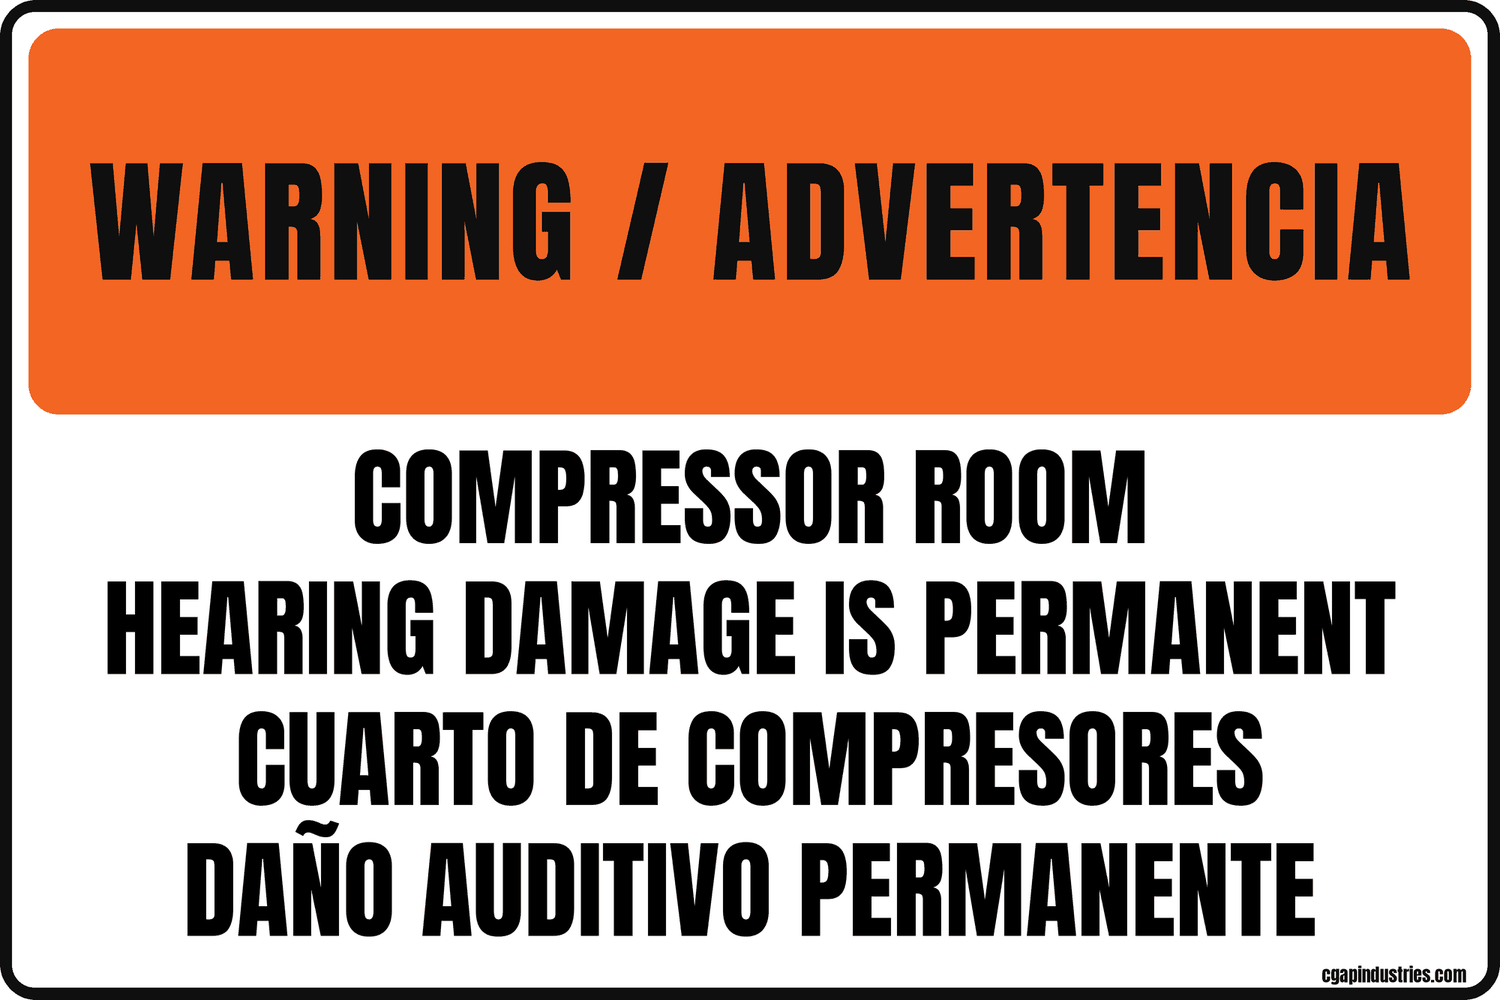 WARNING / ADVERTENCIA
COMPRESSOR ROOM
HEARING DAMAGE IS PERMANENT
CUARTO DE COMPRESORES
DAÑO AUDITIVO PERMANENTE
cgapindustries.com